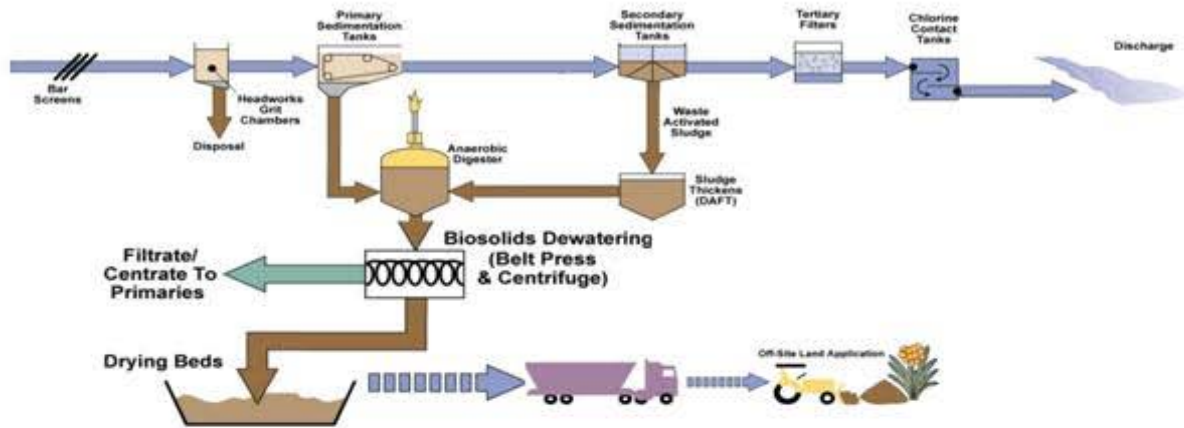 Primary
Sedimentation
Tanks
Secondary
Sedimentation
Tanks
Tertiary
Filters
Chlorine
Contact
Tanks
Discharge
Bar
Screens
Headworks
Grit
Chambers
Disposal
Waste
Activated
Sludge
Anaerobic
Digester
Sludge
Thickens
(DAFT)
Biosolids Dewatering
(Belt Press
& Centrifuge)
Filtrate/
Centrate To
Primaries
Drying Beds
Off-Site Land Application